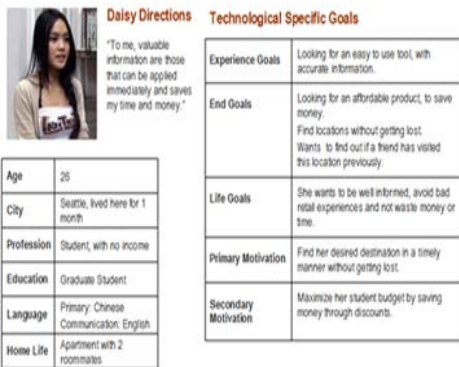 Daisy Directions
"To me, valuable
information are those
that can be applied
immediately and saves
my time and money."
Age 26
City Seattle, lived here for 1
month
Profession Student, with no income
Education Graduate Student
Language Primary: Chinese
Communication: English
Home Life Apartment with 2
roommates
Technological Specific Goals
Experience Goals Looking for an easy to use tool, with
accurate information.
End Goals Looking for an affordable product, to save
money.
Find locations without getting lost.
Wants to find out if a friend has visited
this location previously.
Life Goals She wants to be well informed, avoid bad
retail experiences and not waste money or
time.
Primary Motivation Find her desired destination in a timely
manner without getting lost.
Secondary
Motivation Maximize her student budget by saving
money through discounts.